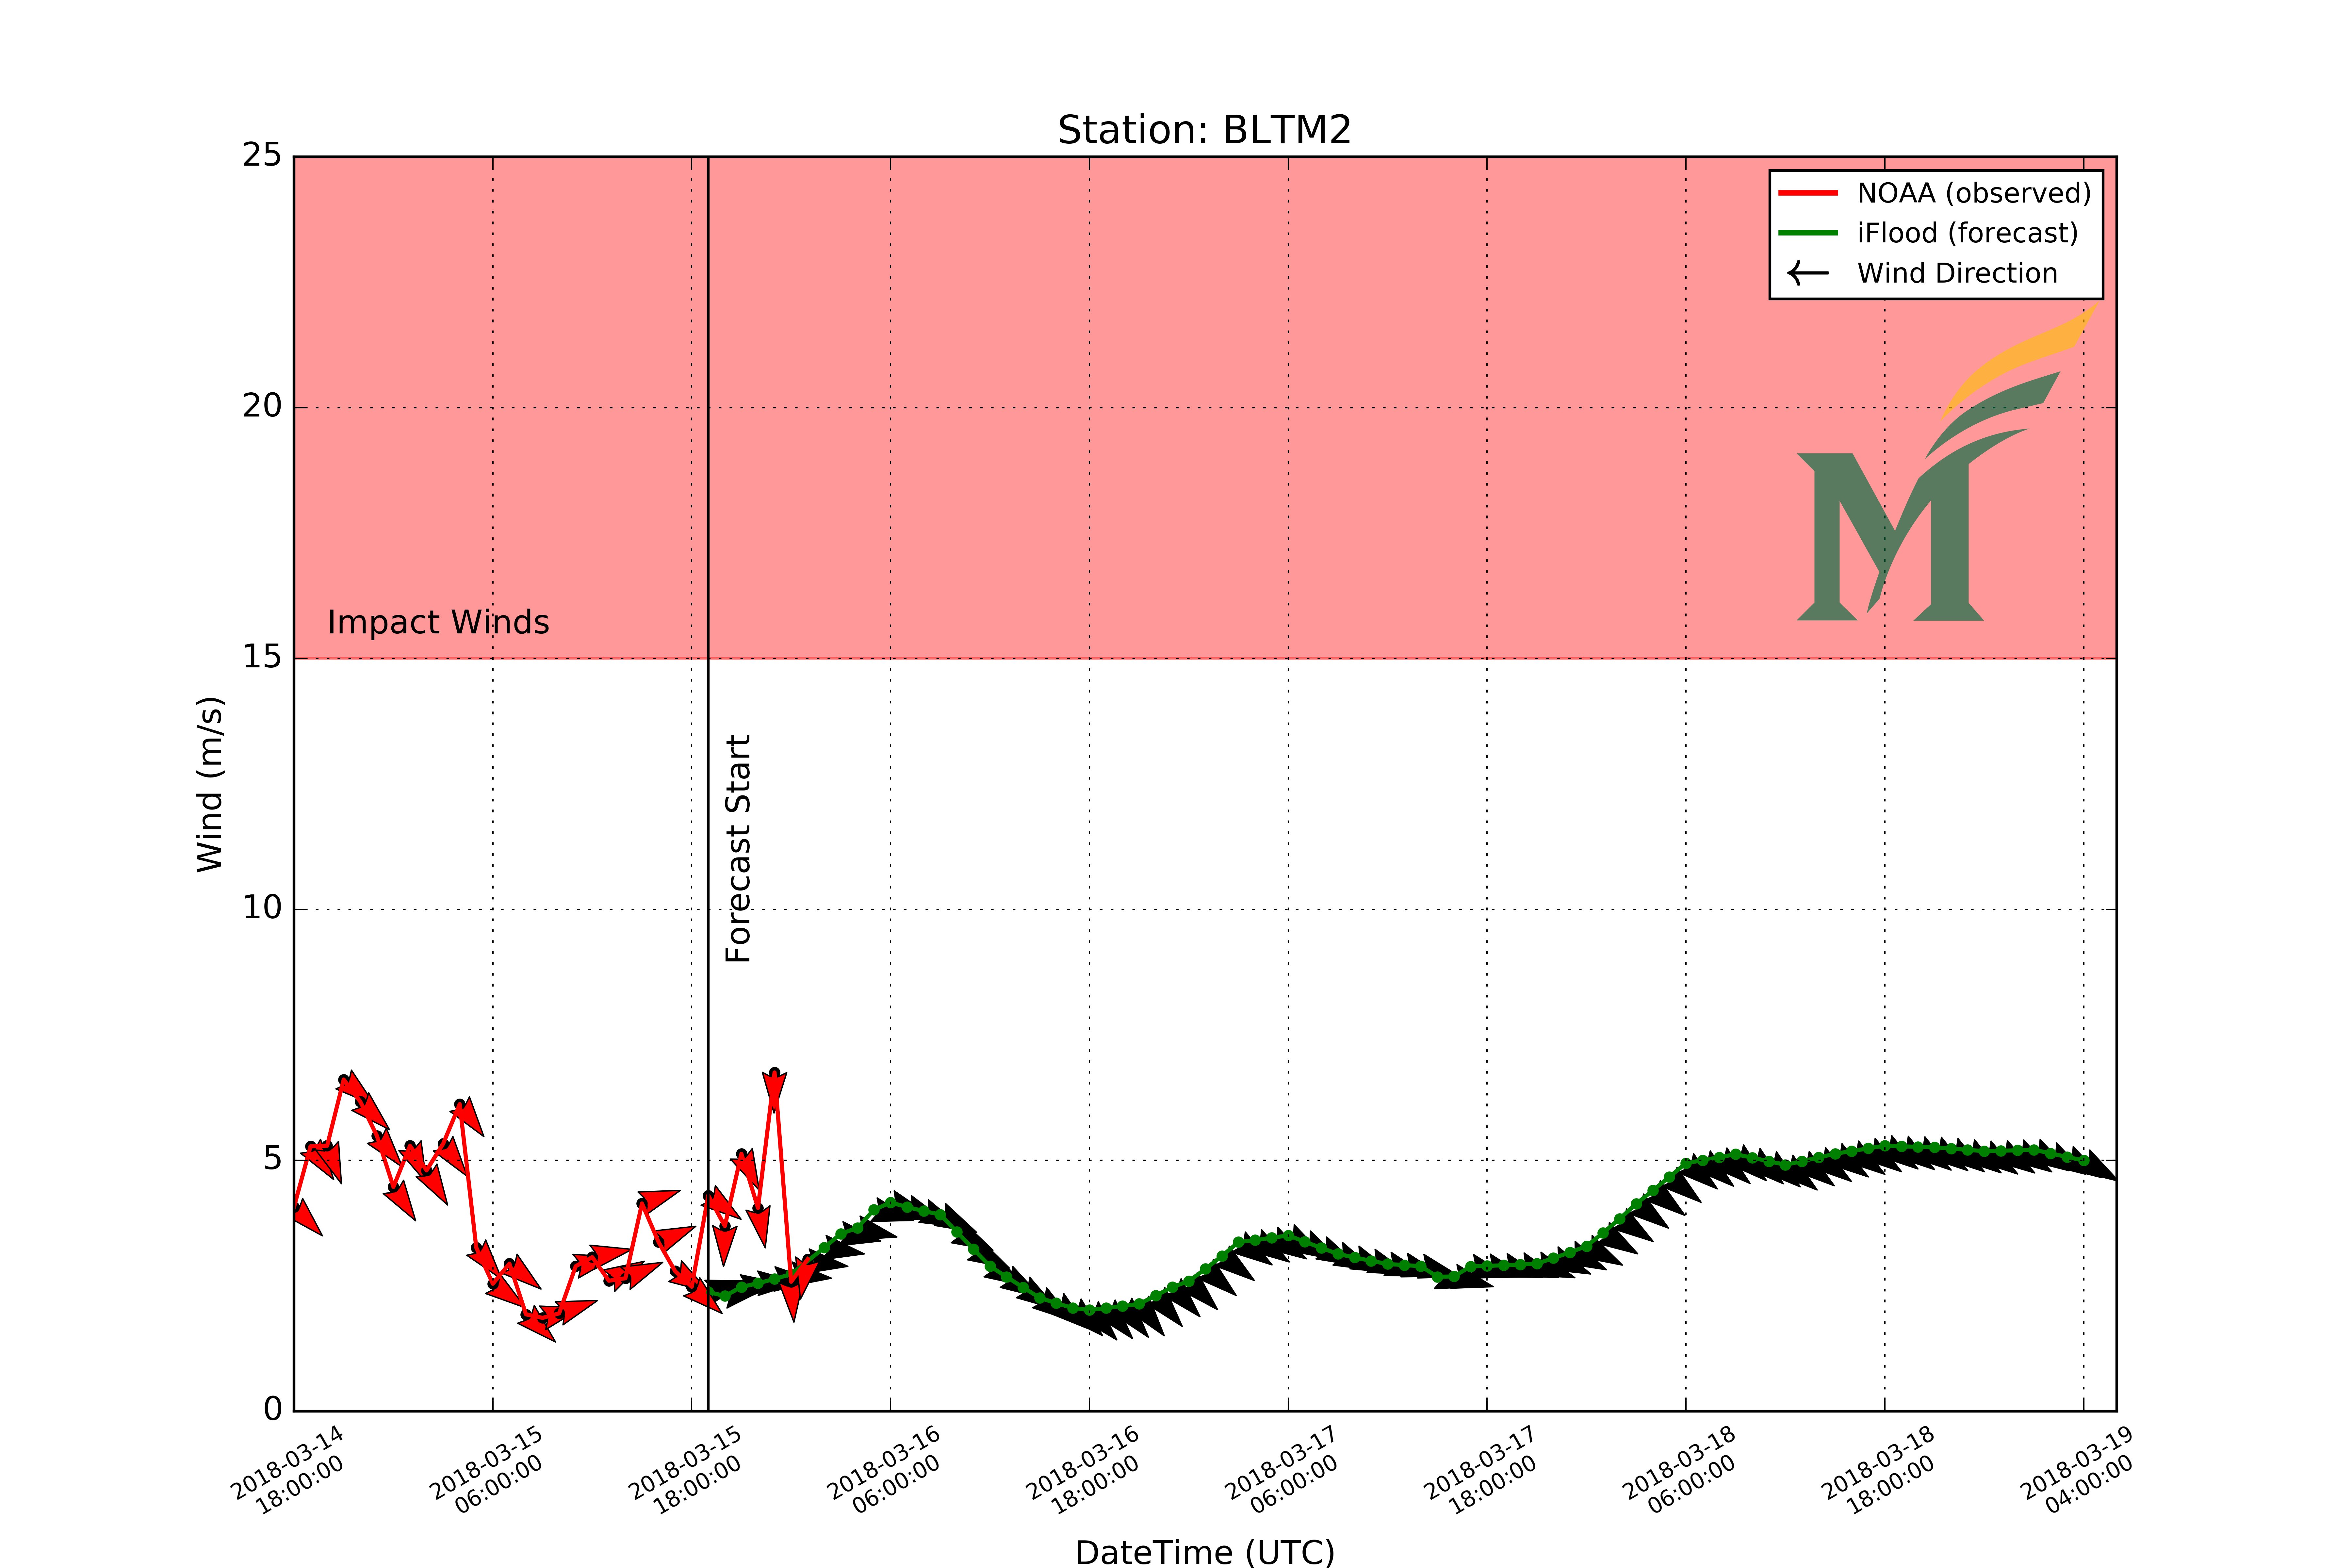 Station: BLTM2
25
20
15
10
5
0
Wind (m/s)
NOAA (observed)
iFlood (forecast)
Wind Direction
M
Impact Winds
Forecast Start
2018-03-14
18:00:00
2018-03-15
06:00:00
2018-03-15
18:00:00
2018-03-16
06:00:00
2018-03-16
18:00:00
2018-03-17
06:00:00
2018-03-17
18:00:00
2018-03-18
06:00:00
2018-03-18
18:00:00
2018-03-19
04:00:00
DateTime (UTC)